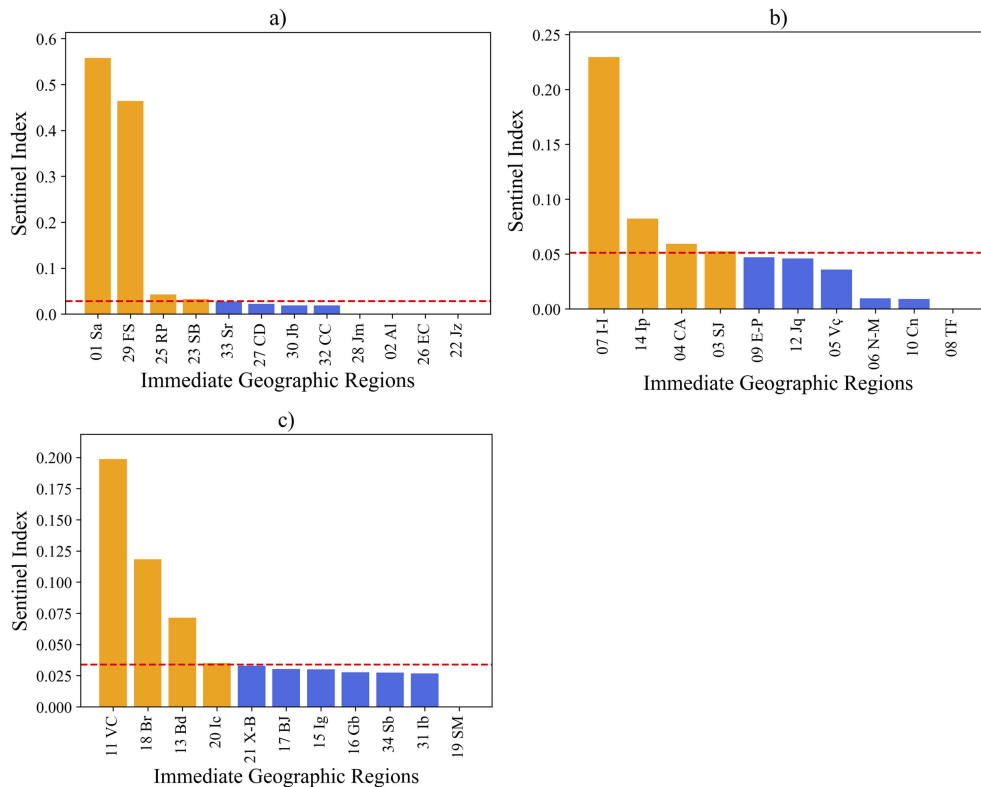 a)
Sentinel Index
0.6
0.5
0.4
0.3
0.2
0.1
0.0
01 Sa
29 FS
25 RP
23 SB
33 Sr
27 CD
30 Jb
32 CC
28 Jm
02 Al
26 EC
22 Jz
Immediate Geographic Regions
b)
Sentinel Index
0.25
0.20
0.15
0.10
0.05
0.00
07 I-I
14 Ip
04 CA
03 SJ
09 E-P
12 Jq
05 Vç
06 N-M
10 Cn
08 TF
Immediate Geographic Regions
c)
Sentinel Index
0.200
0.175
0.150
0.125
0.100
0.075
0.050
0.025
0.000
11 VC
18 Br
13 Bd
20 Ic
21 X-B
17 BJ
15 Ig
16 Gb
34 Sb
31 Ib
19 SM
Immediate Geographic Regions